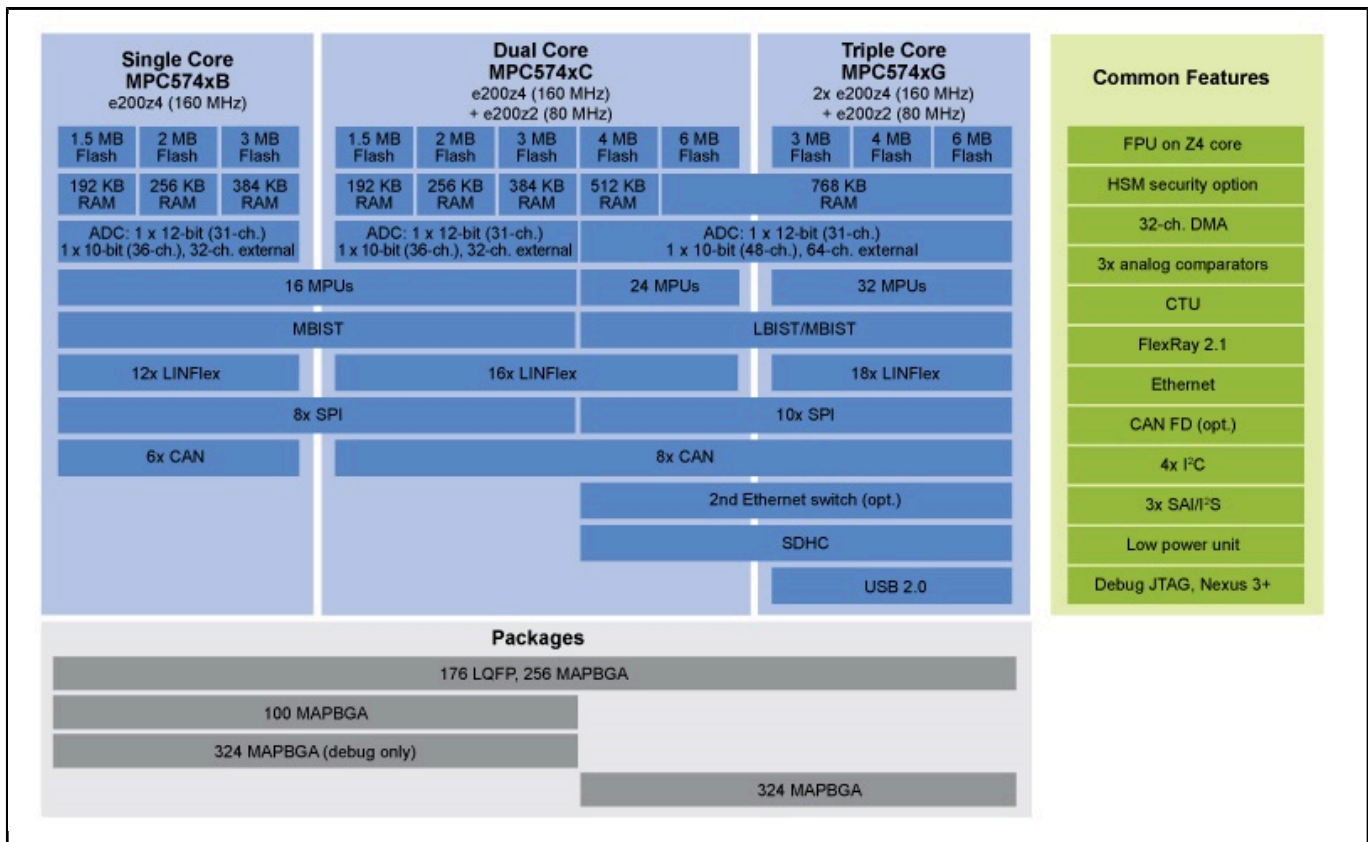 Single Core
MPC574xB
e200z4 (160 MHz)
Dual Core
MPC574xC
e200z4 (160 MHz)
+ e200z2 (80 MHz)
Triple Core
MPC574xG
2x e200z4 (160 MHz)
+ e200z2 (80 MHz)
1.5 MB
Flash
2 MB
Flash
3 MB
Flash
1.5 MB
Flash
2 MB
Flash
3 MB
Flash
4 MB
Flash
6 MB
Flash
3 MB
Flash
4 MB
Flash
6 MB
Flash
192 KB
RAM
256 KB
RAM
384 KB
RAM
192 KB
RAM
256 KB
RAM
384 KB
RAM
512 KB
RAM
768 KB
RAM
ADC: 1 x 12-bit (31-ch.)
1 x 10-bit (36-ch.), 32-ch. external
ADC: 1 x 12-bit (31-ch.)
1 x 10-bit (36-ch.), 32-ch. external
ADC: 1 x 12-bit (31-ch.)
1 x 10-bit (48-ch.), 64-ch. external
16 MPUs
24 MPUs
32 MPUs
MBIST
LBIST/MBIST
12x LINFlex
16x LINFlex
18x LINFlex
8x SPI
10x SPI
6x CAN
8x CAN
2nd Ethernet switch (opt.)
SDHC
USB 2.0
Common Features
FPU on Z4 core
HSM security option
32-ch. DMA
3x analog comparators
CTU
FlexRay 2.1
Ethernet
CAN FD (opt.)
4x I²C
3x SAI/I²S
Low power unit
Debug JTAG, Nexus 3+
Packages
176 LQFP, 256 MAPBGA
100 MAPBGA
324 MAPBGA (debug only)
324 MAPBGA